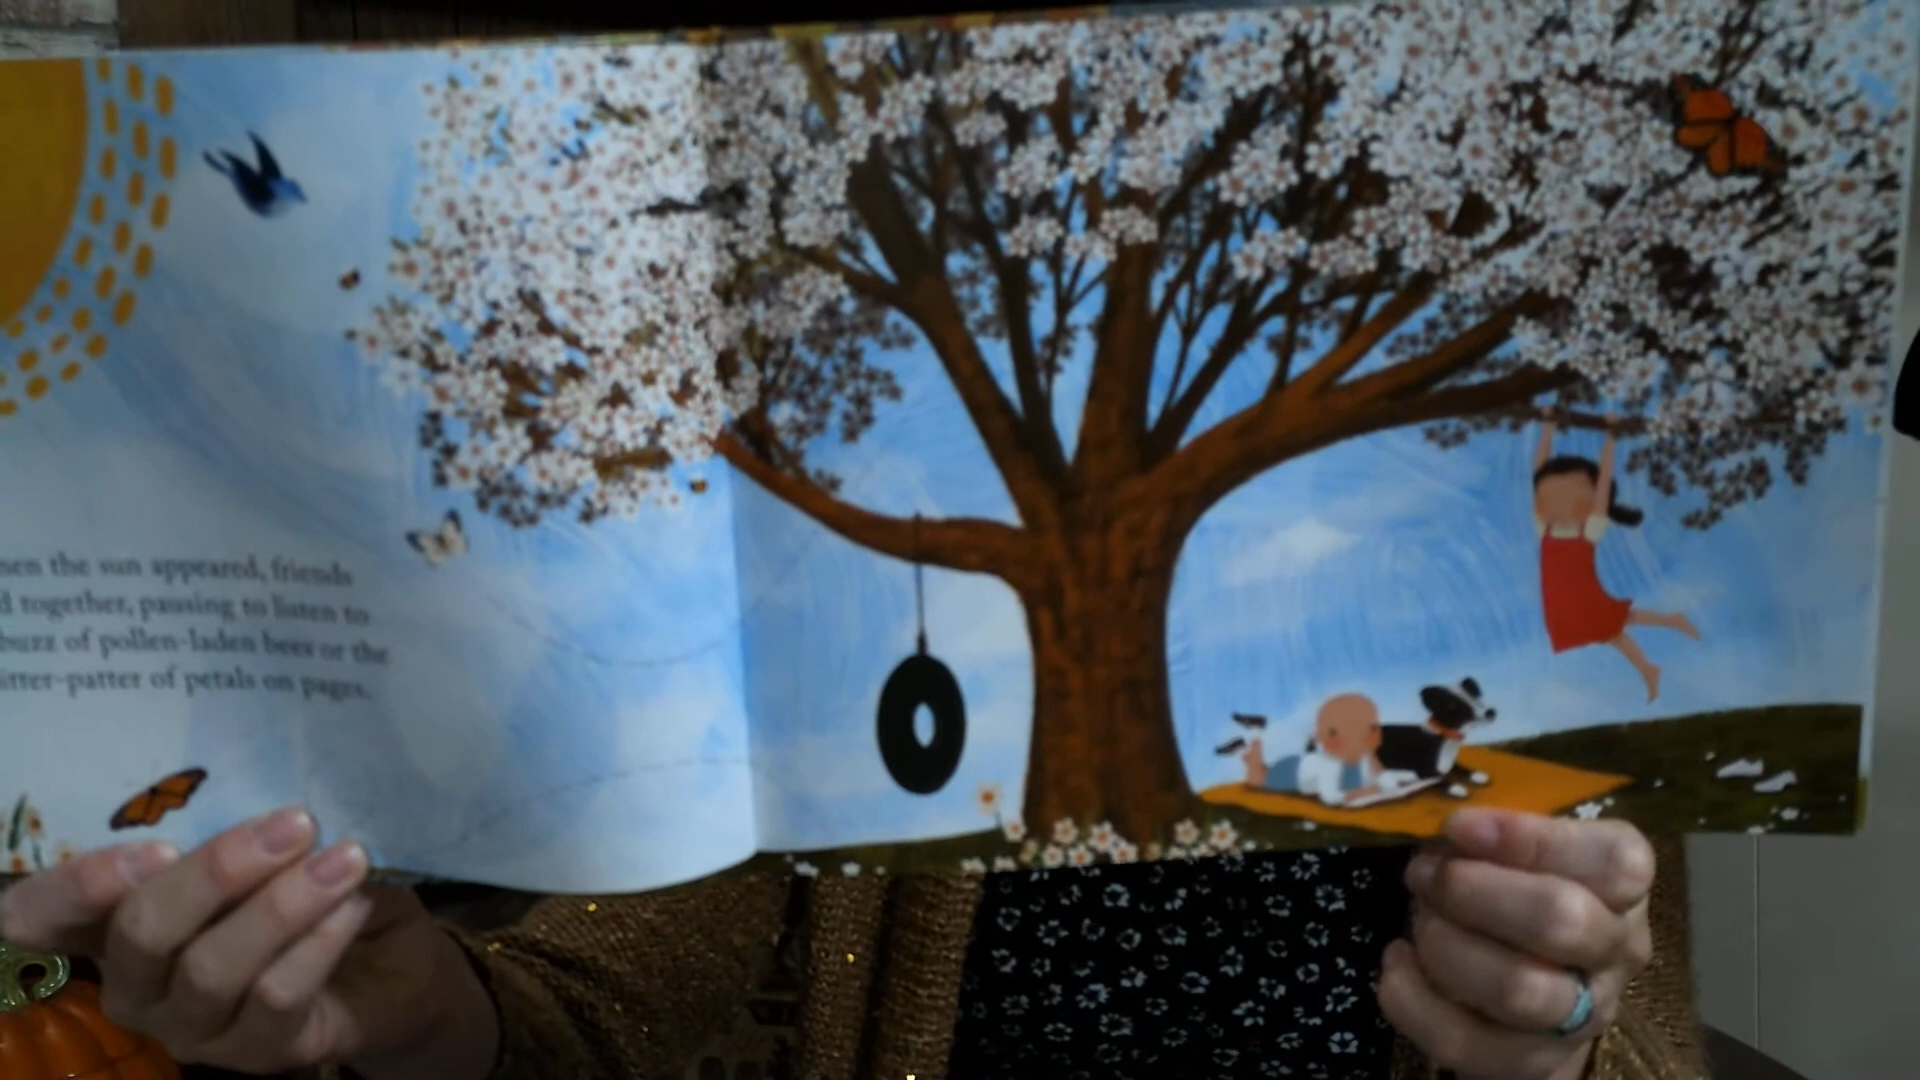 nen the sun appeared, friends
d together, pausing to listen to
buzz of pollen-laden bees or the
itter-patter of petals on pages.